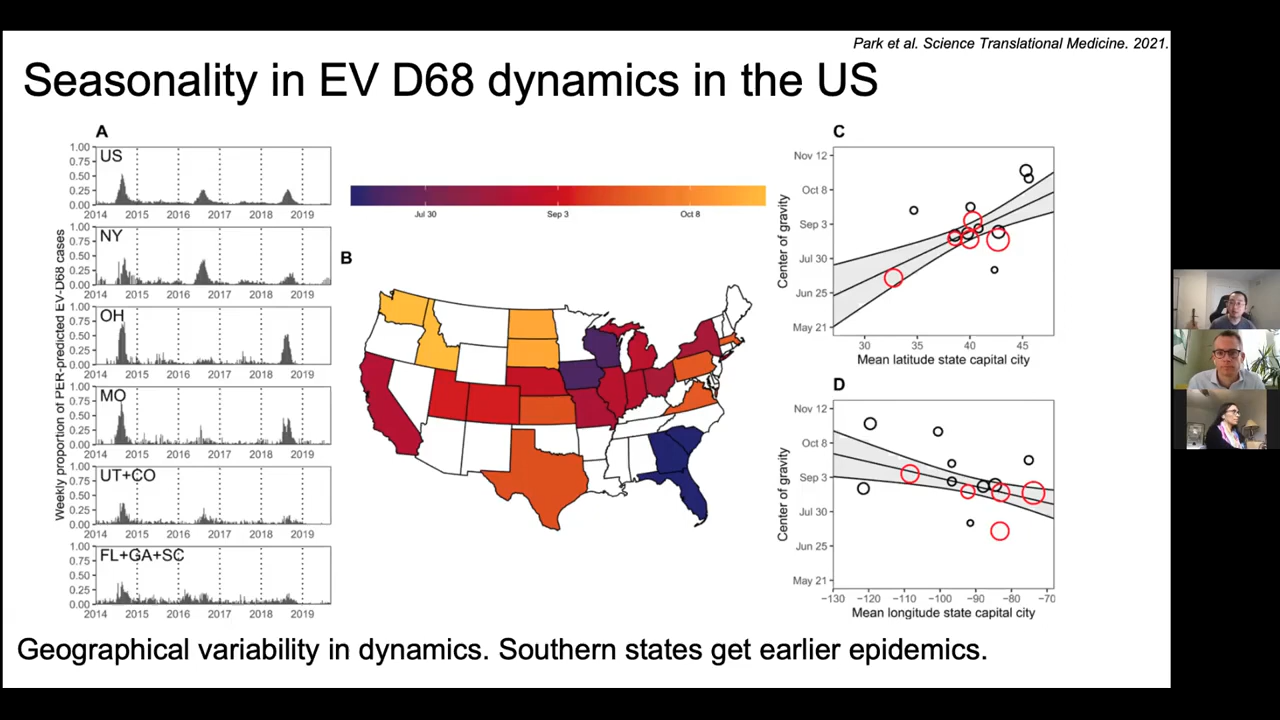 Park et al. Science Translational Medicine. 2021.
Seasonality in EV D68 dynamics in the US
A
Weekly proportion of PER-predicted EV-D68 cases
US
1.00
0.75
0.50
0.25
0.00
2014 2015 2016 2017 2018 2019
NY
1.00
0.75
0.50
0.25
0.00
2014 2015 2016 2017 2018 2019
OH
1.00
0.75
0.50
0.25
0.00
2014 2015 2016 2017 2018 2019
MO
1.00
0.75
0.50
0.25
0.00
2014 2015 2016 2017 2018 2019
UT+CO
1.00
0.75
0.50
0.25
0.00
2014 2015 2016 2017 2018 2019
FL+GA+SC
1.00
0.75
0.50
0.25
0.00
2014 2015 2016 2017 2018 2019
Jul 30 Sep 3 Oct 8
B
C
Center of gravity
Nov 12
Oct 8
Sep 3
Jul 30
Jun 25
May 21
30 35 40 45
Mean latitude state capital city
D
Center of gravity
Nov 12
Oct 8
Sep 3
Jul 30
Jun 25
May 21
−130 −120 −110 −100 −90 −80 −70
Mean longitude state capital city
Geographical variability in dynamics. Southern states get earlier epidemics.